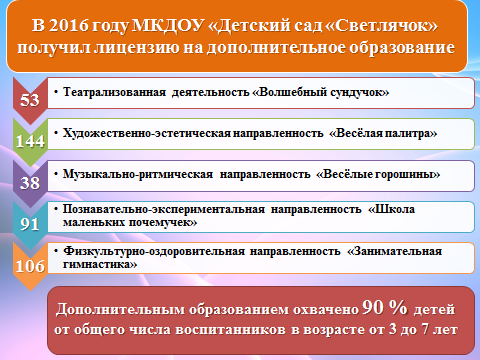 В 2016 году МКДОУ «Детский сад «Светлячок»
получил лицензию на дополнительное образование
53
• Театрализованная деятельность «Волшебный сундучок»
144
• Художественно-эстетическая направленность «Весёлая палитра»
38
• Музыкально-ритмическая направленность «Весёлые горошины»
91
• Познавательно-экспериментальная направленность «Школа
маленьких почемучек»
106
• Физкультурно-оздоровительная направленность «Занимательная
гимнастика»
Дополнительным образованием охвачено 90 % детей
от общего числа воспитанников в возрасте от 3 до 7 лет